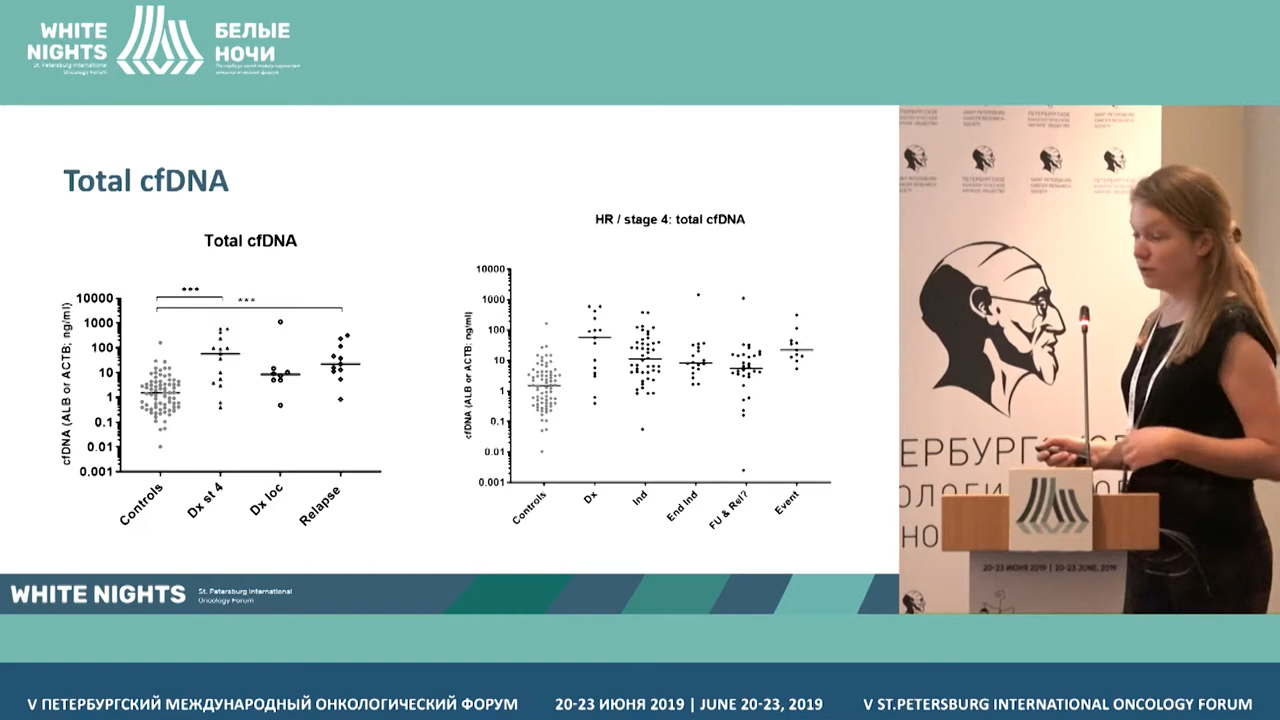 WHITE
NIGHTS
St. Petersburg International
Oncology Forum
БЕЛЫЕ
НОЧИ
Петербургский международный
онкологический форум
Total cfDNA
Total cfDNA
cfDNA (ALB or ACTB; ng/ml)
10000
1000
100
10
1
0.1
0.01
0.001
***
***
Controls
Dx st 4
Dx loc
Relapse
HR / stage 4: total cfDNA
cfDNA (ALB or ACTB; ng/ml)
10000
1000
100
10
1
0.1
0.01
0.001
Controls
Dx
Ind
End Ind
FU & Rel?
Event
WHITE NIGHTS
St. Petersburg International
Oncology Forum
ЕРБУРГ
ОЛОГИ
НО
20-23 ИЮНЯ 2019 | 20-23 JUNE, 2019
V ПЕТЕРБУРГСКИЙ МЕЖДУНАРОДНЫЙ ОНКОЛОГИЧЕСКИЙ ФОРУМ
20-23 ИЮНЯ 2019 | JUNE 20-23, 2019
V ST.PETERSBURG INTERNATIONAL ONCOLOGY FORUM